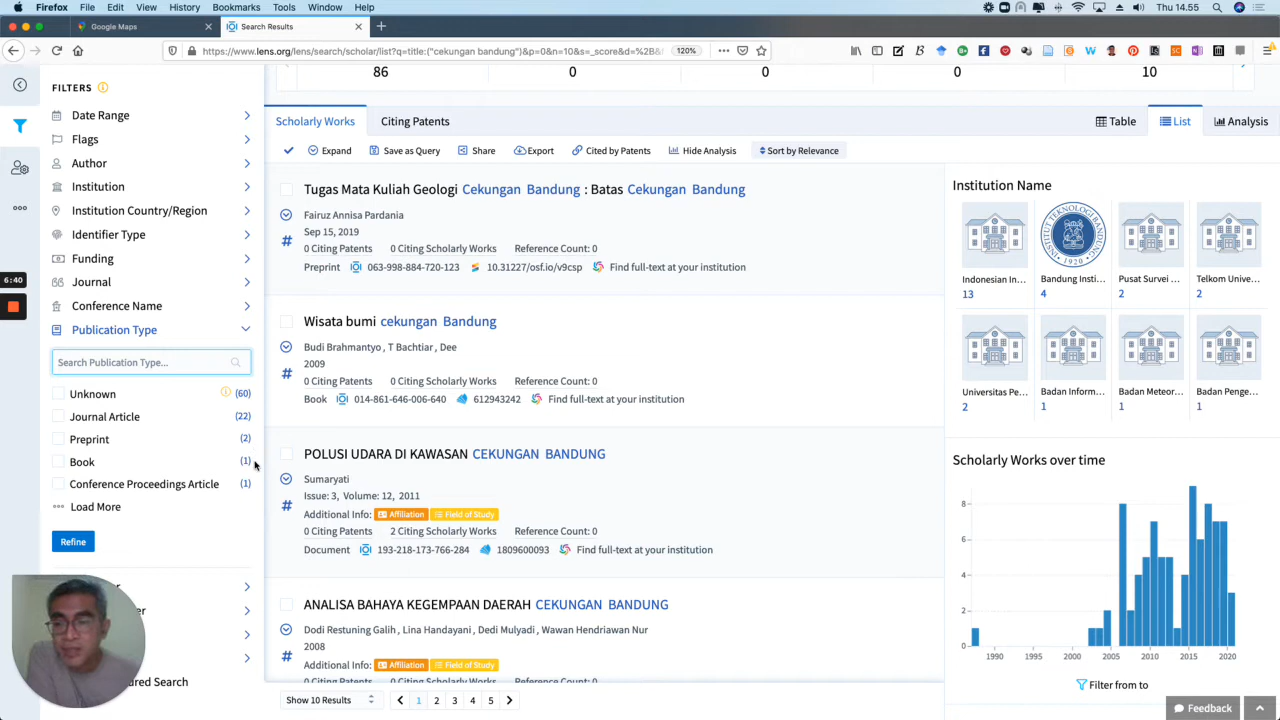 Firefox File Edit View History Bookmarks Tools Window Help
Thu 14.55
Google Maps
Search Results
https://www.lens.org/lens/search/scholar/list?q=title:("cekungan bandung")&p=0&n=10&s=_score&d=%2B&f
120%
FILTERS
Date Range
Flags
Author
Institution
Institution Country/Region
Identifier Type
Funding
Journal
Conference Name
Publication Type
Search Publication Type...
Unknown (60)
Journal Article (22)
Preprint (2)
Book (1)
Conference Proceedings Article (1)
Load More
Refine
6:40
86 0 0 0 10
Scholarly Works Citing Patents
Table List Analysis
Expand Save as Query Share Export Cited by Patents Hide Analysis Sort by Relevance
Tugas Mata Kuliah Geologi Cekungan Bandung : Batas Cekungan Bandung
Fairuz Annisa Pardania
Sep 15, 2019
0 Citing Patents 0 Citing Scholarly Works Reference Count: 0
Preprint 063-998-884-720-123 10.31227/osf.io/v9csp Find full-text at your institution
Wisata bumi cekungan Bandung
Budi Brahmantyo , T Bachtiar , Dee
2009
0 Citing Patents 0 Citing Scholarly Works Reference Count: 0
Book 014-861-646-006-640 612943242 Find full-text at your institution
POLUSI UDARA DI KAWASAN CEKUNGAN BANDUNG
Sumaryati
Issue: 3, Volume: 12, 2011
Additional Info: Affiliation Field of Study
0 Citing Patents 2 Citing Scholarly Works Reference Count: 0
Document 193-218-173-766-284 1809600093 Find full-text at your institution
ANALISA BAHAYA KEGEMPAAN DAERAH CEKUNGAN BANDUNG
Dodi Restuning Galih , Lina Handayani , Dedi Mulyadi , Wawan Hendriawan Nur
2008
Additional Info: Affiliation Field of Study
Show 10 Results 1 2 3 4 5
Institution Name
Indonesian In... Bandung Insti... Pusat Survei ... Telkom Unive...
13 4 2 2
Universitas Pe... Badan Inform... Badan Meteor... Badan Penge...
2 1 1 1
Scholarly Works over time
8
6
4
2
0
1990 1995 2000 2005 2010 2015 2020
Filter from to
Feedback